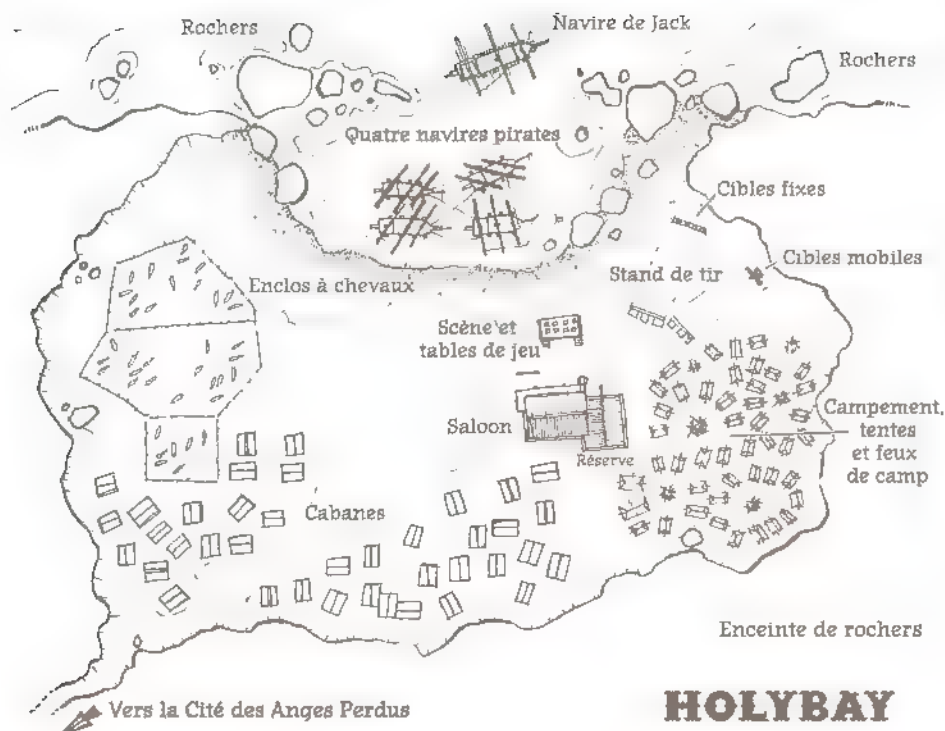 Rochers
Navire de Jack
Rochers
Quatre navires pirates
Cibles fixes
Cibles mobiles
Stand de tir
Enclos à chevaux
Scène et
tables de jeu
Saloon
Réserve
Campement,
tentes
et feux
de camp
Cabanes
Enceinte de rochers
Vers la Cité des Anges Perdus
HOLYBAY